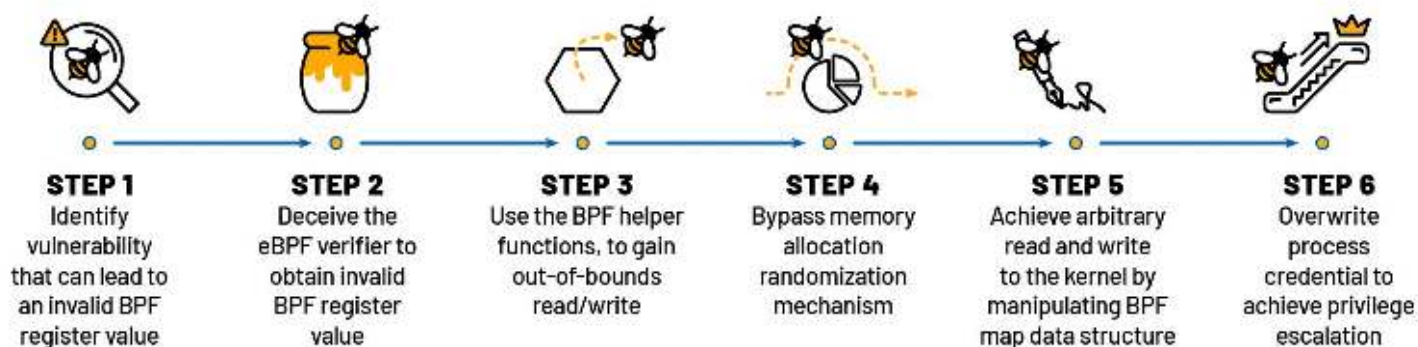 STEP 1
Identify
vulnerability
that can lead to
an invalid BPF
register value
STEP 2
Deceive the
eBPF verifier to
obtain invalid
BPF register
value
STEP 3
Use the BPF helper
functions, to gain
out-of-bounds
read/write
STEP 4
Bypass memory
allocation
randomization
mechanism
STEP 5
Achieve arbitrary
read and write
to the kernel by
manipulating BPF
map data structure
STEP 6
Overwrite
process
credential to
achieve privilege
escalation